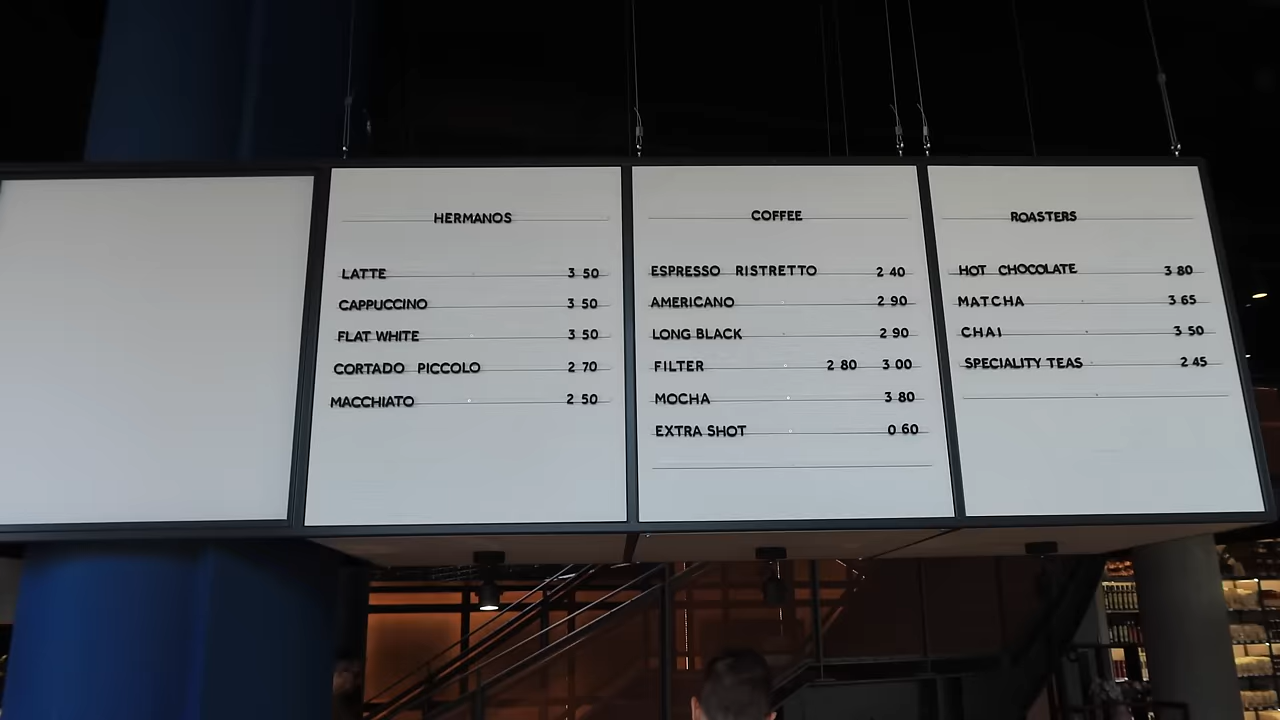 HERMANOS
LATTE 3 50
CAPPUCCINO 3 50
FLAT WHITE 3 50
CORTADO PICCOLO 2 70
MACCHIATO 2 50
COFFEE
ESPRESSO RISTRETTO 2 40
AMERICANO 2 90
LONG BLACK 2 90
FILTER 2 80 3 00
MOCHA 3 80
EXTRA SHOT 0 60
ROASTERS
HOT CHOCOLATE 3 80
MATCHA 3 65
CHAI 3 50
SPECIALITY TEAS 2 45